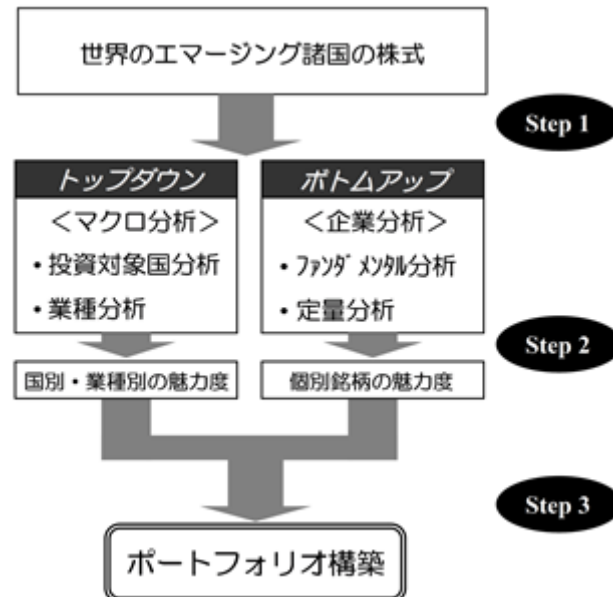 世界のエマージング諸国の株式
Step 1
トップダウン
＜マクロ分析＞
・投資対象国分析
・業種分析
ボトムアップ
＜企業分析＞
・ﾌｧﾝﾀﾞﾒﾝﾀﾙ分析
・定量分析
Step 2
国別・業種別の魅力度
個別銘柄の魅力度
Step 3
ポートフォリオ構築